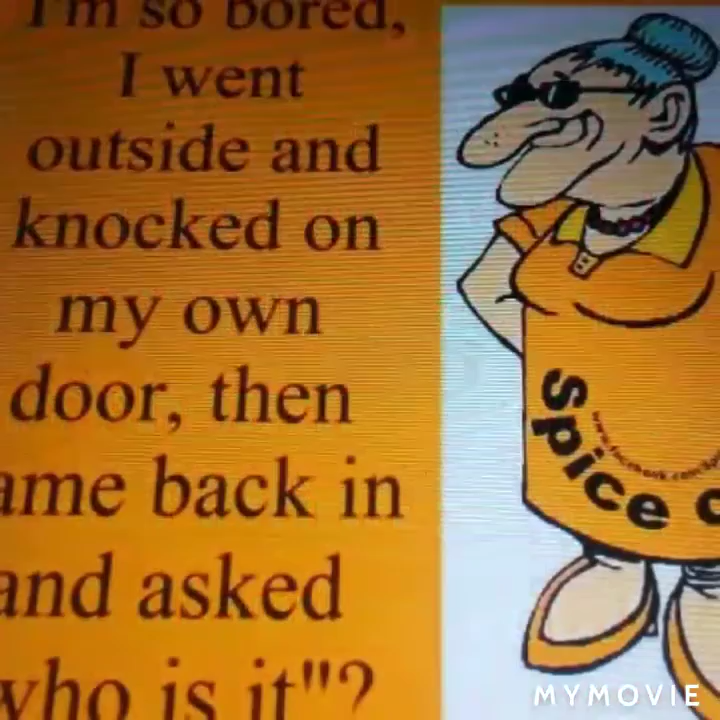 I'm so bored,
I went
outside and
knocked on
my own
door, then
ame back in
and asked
who is it"?
Spice
MYMOVIE